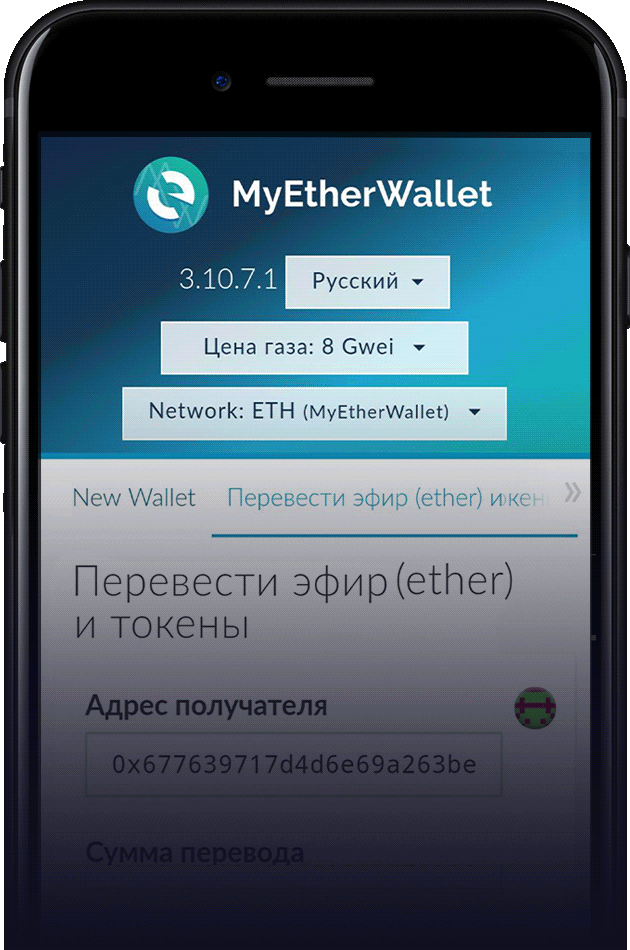 MyEtherWallet
3.10.7.1 Русский
Цена газа: 8 Gwei
Network: ETH (MyEtherWallet)
New Wallet Перевести эфир (ether) и »
Перевести эфир (ether)
и токены
Адрес получателя
0x677639717d4d6e69a263be
Сумма перевода